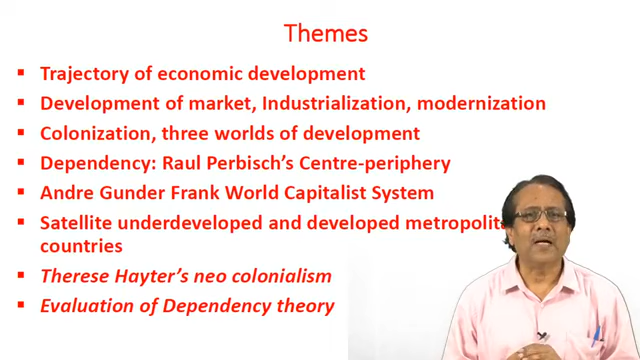 Themes
Trajectory of economic development
Development of market, Industrialization, modernization
Colonization, three worlds of development
Dependency: Raul Perbisch's Centre-periphery
Andre Gunder Frank World Capitalist System
Satellite underdeveloped and developed
countries
Therese Hayter's neo colonialism
Evaluation of Dependency theory